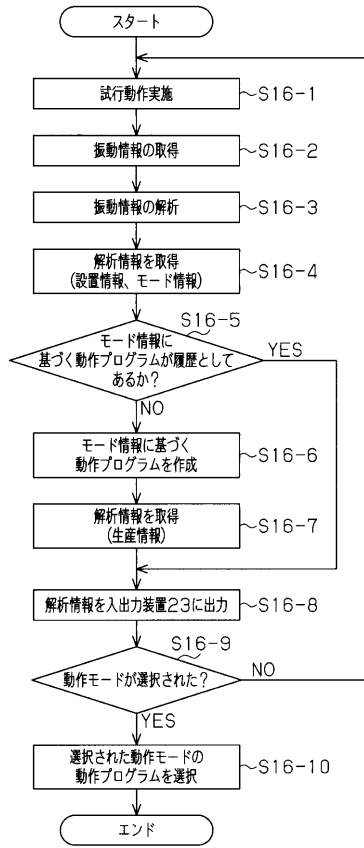 スタート
試行動作実施
S16-1
振動情報の取得
S16-2
振動情報の解析
S16-3
解析情報を取得
(設置情報、モード情報)
S16-4
S16-5
モード情報に
基づく動作プログラムが履歴として
あるか?
YES
NO
モード情報に基づく
動作プログラムを作成
S16-6
解析情報を取得
(生産情報)
S16-7
解析情報を入出力装置23に出力
S16-8
S16-9
動作モードが選択された?
NO
YES
選択された動作モードの
動作プログラムを選択
S16-10
エンド